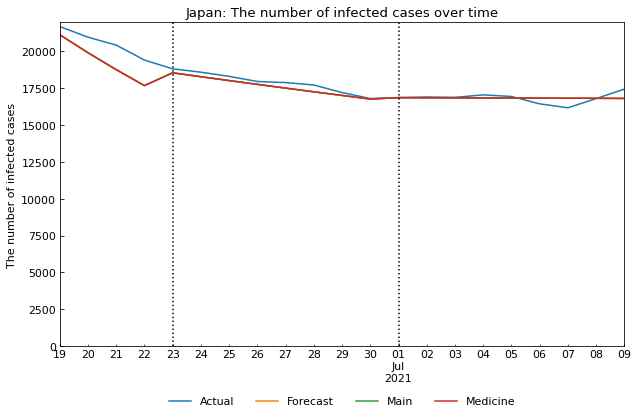 Japan: The number of infected cases over time
The number of infected cases
20000
17500
15000
12500
10000
7500
5000
2500
0
19 20 21 22 23 24 25 26 27 28 29 30 01 02 03 04 05 06 07 08 09
Jul
2021
Actual Forecast Main Medicine